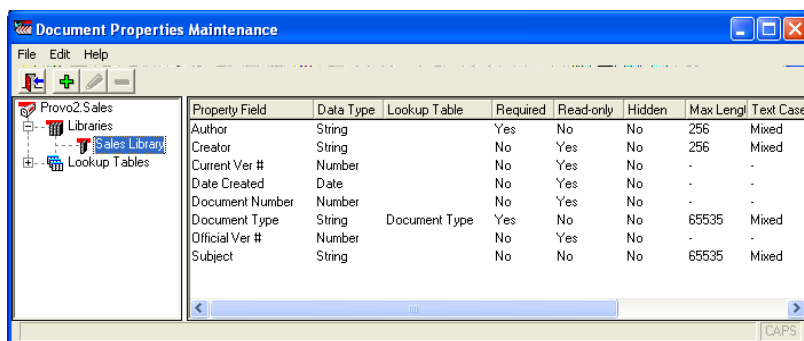 Document Properties Maintenance
File Edit Help
Provo2.Sales
Libraries
Sales Library
Lookup Tables
Property Field Data Type Lookup Table Required Read-only Hidden Max Lengl Text Case
Author String Yes No No 256 Mixed
Creator String No Yes No 256 Mixed
Current Ver # Number No Yes No - -
Date Created Date No Yes No - -
Document Number Number No Yes No - -
Document Type String Document Type Yes No No 65535 Mixed
Official Ver # Number No Yes No - -
Subject String No No No 65535 Mixed
CAPS